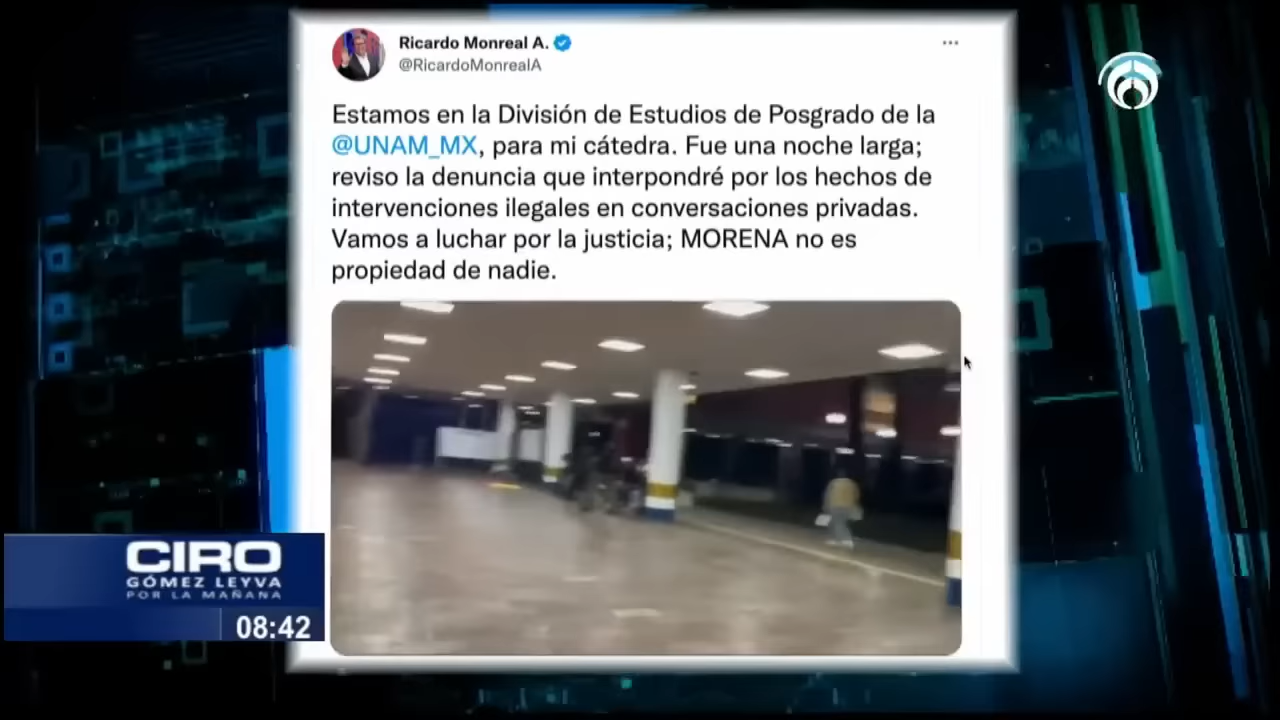 Ricardo Monreal A.
@RicardoMonrealA
Estamos en la División de Estudios de Posgrado de la
@UNAM_MX, para mi cátedra. Fue una noche larga;
reviso la denuncia que interpondré por los hechos de
intervenciones ilegales en conversaciones privadas.
Vamos a luchar por la justicia; MORENA no es
propiedad de nadie.
CIRO
GÓMEZ LEYVA
POR LA MAÑANA
08:42